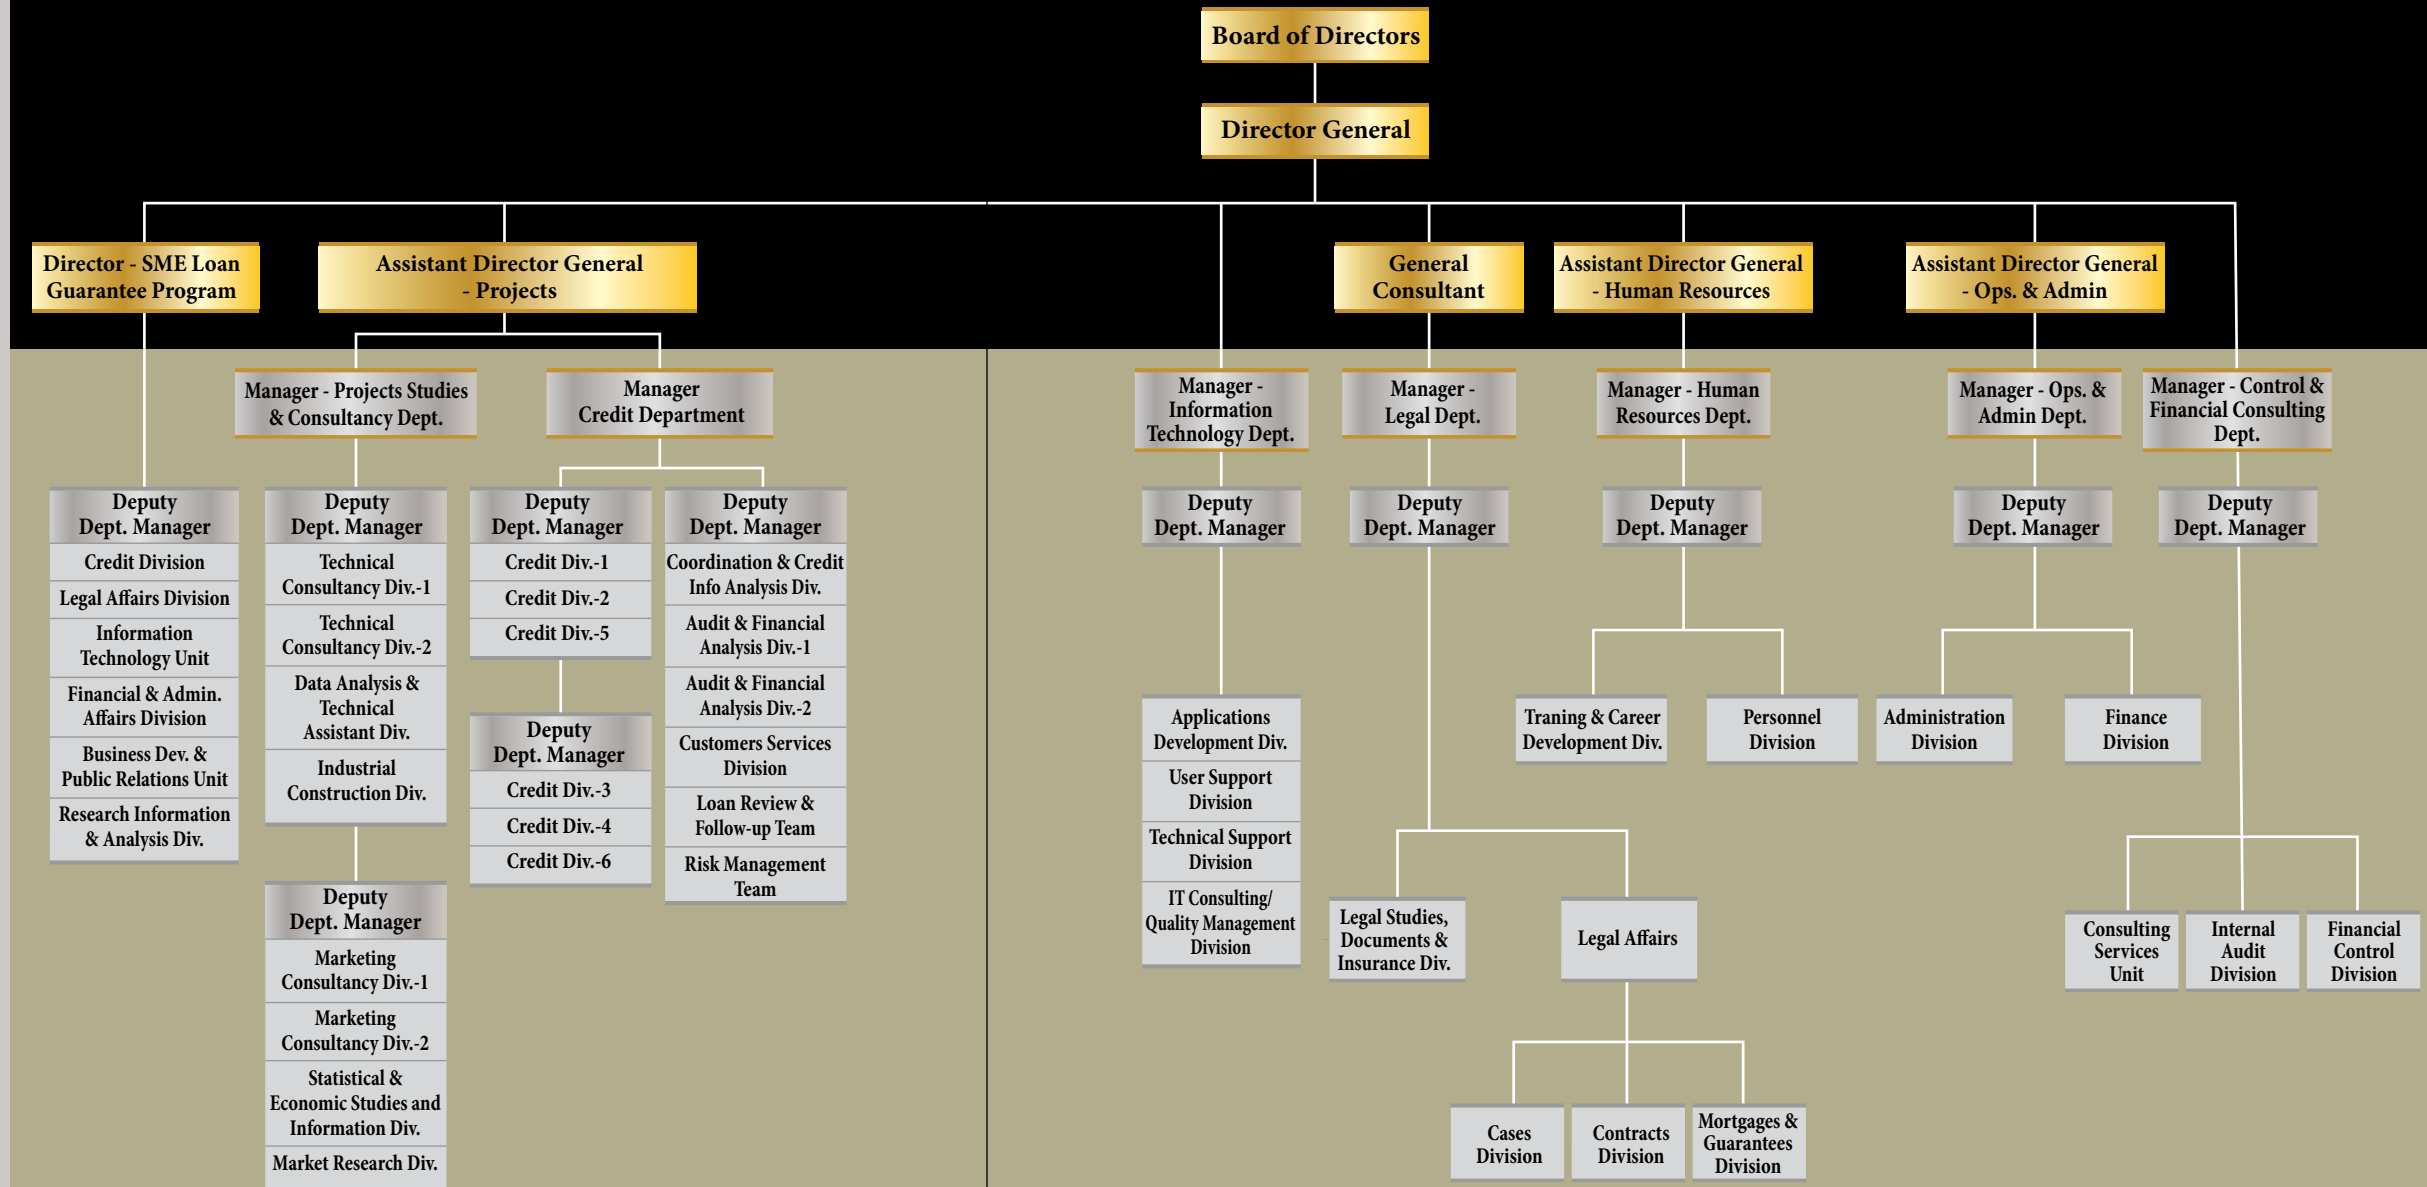 Board of Directors
Director General
Director - SME Loan
Guarantee Program
Assistant Director General
- Projects
General
Consultant
Assistant Director General
- Human Resources
Assistant Director General
- Ops. & Admin
Manager - Projects Studies
& Consultancy Dept.
Manager
Credit Department
Manager -
Information
Technology Dept.
Manager -
Legal Dept.
Manager - Human
Resources Dept.
Manager - Ops. &
Admin Dept.
Manager - Control &
Financial Consulting
Dept.
Deputy
Dept. Manager
Credit Division
Legal Affairs Division
Information
Technology Unit
Financial & Admin.
Affairs Division
Business Dev. &
Public Relations Unit
Research Information
& Analysis Div.
Deputy
Dept. Manager
Technical
Consultancy Div.-1
Technical
Consultancy Div.-2
Data Analysis &
Technical
Assistant Div.
Industrial
Construction Div.
Deputy
Dept. Manager
Marketing
Consultancy Div.-1
Marketing
Consultancy Div.-2
Statistical &
Economic Studies and
Information Div.
Market Research Div.
Deputy
Dept. Manager
Credit Div.-1
Credit Div.-2
Credit Div.-5
Deputy
Dept. Manager
Credit Div.-3
Credit Div.-4
Credit Div.-6
Deputy
Dept. Manager
Coordination & Credit
Info Analysis Div.
Audit & Financial
Analysis Div.-1
Audit & Financial
Analysis Div.-2
Customers Services
Division
Loan Review &
Follow-up Team
Risk Management
Team
Deputy
Dept. Manager
Applications
Development Div.
User Support
Division
Technical Support
Division
IT Consulting/
Quality Management
Division
Deputy
Dept. Manager
Legal Studies,
Documents &
Insurance Div.
Legal Affairs
Cases
Division
Contracts
Division
Mortgages &
Guarantees
Division
Deputy
Dept. Manager
Traning & Career
Development Div.
Personnel
Division
Deputy
Dept. Manager
Administration
Division
Finance
Division
Deputy
Dept. Manager
Consulting
Services
Unit
Internal
Audit
Division
Financial
Control
Division